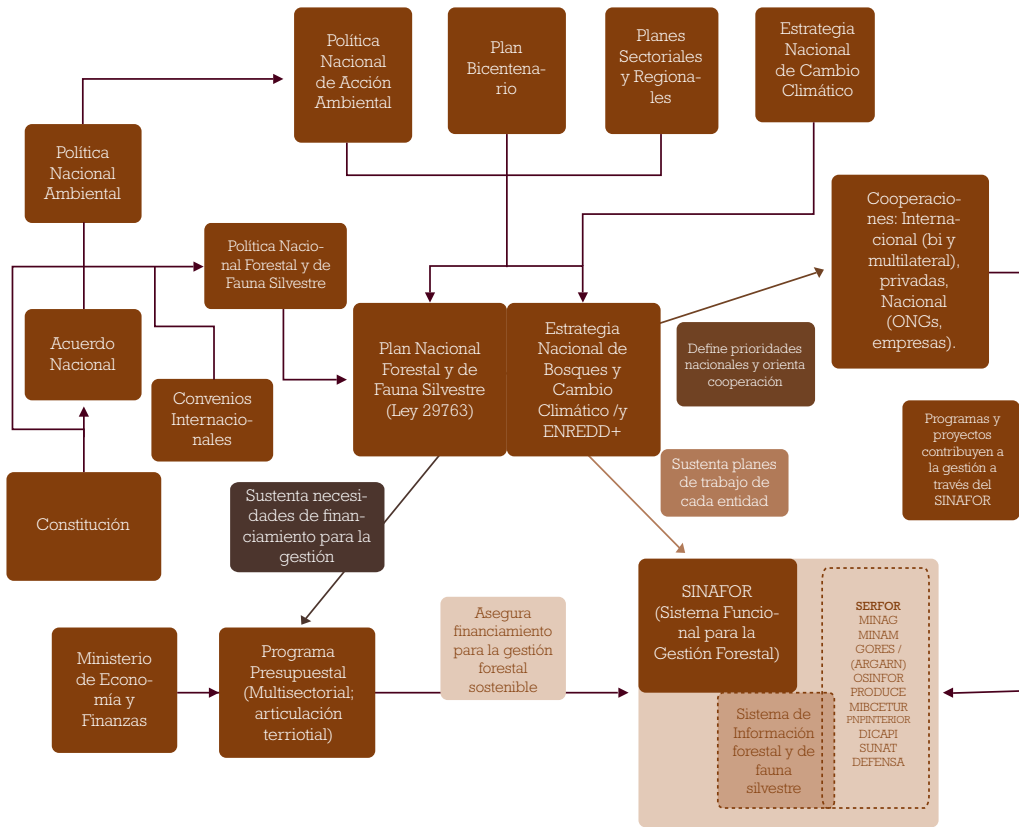 Política
Nacional
de Acción
Ambiental
Plan
Bicentena-
rio
Planes
Sectoriales
y Regiona-
les
Estrategia
Nacional
de Cambio
Climático
Política
Nacional
Ambiental
Política Nacio-
nal Forestal y de
Fauna Silvestre
Cooperacio-
nes: Interna-
cional (bi y
multilateral),
privadas,
Nacional
(ONGs,
empresas).
Acuerdo
Nacional
Convenios
Internacio-
nales
Plan Nacional
Forestal y de
Fauna Silvestre
(Ley 29763)
Estrategia
Nacional de
Bosques y
Cambio
Climático /y
ENREDD+
Define prioridades
nacionales y orienta
cooperación
Programas y
proyectos
contribuyen a
la gestión a
través del
SINAFOR
Constitución
Sustenta necesi-
dades de finan-
ciamiento para la
gestión
Sustenta planes
de trabajo de
cada entidad
Ministerio
de Econo-
mía y
Finanzas
Programa
Presupuestal
(Multisectorial;
articulación
terriotial)
Asegura
financiamiento
para la gestión
forestal
sostenible
SINAFOR
(Sistema Funcio-
nal para la
Gestión Forestal)
Sistema de
Información
forestal y de
fauna
silvestre
SERFOR
MINAG
MINAM
GORES /
(ARGARN)
OSINFOR
PRODUCE
MIBCETUR
PNPINTERIOR
DICAPI
SUNAT
DEFENSA